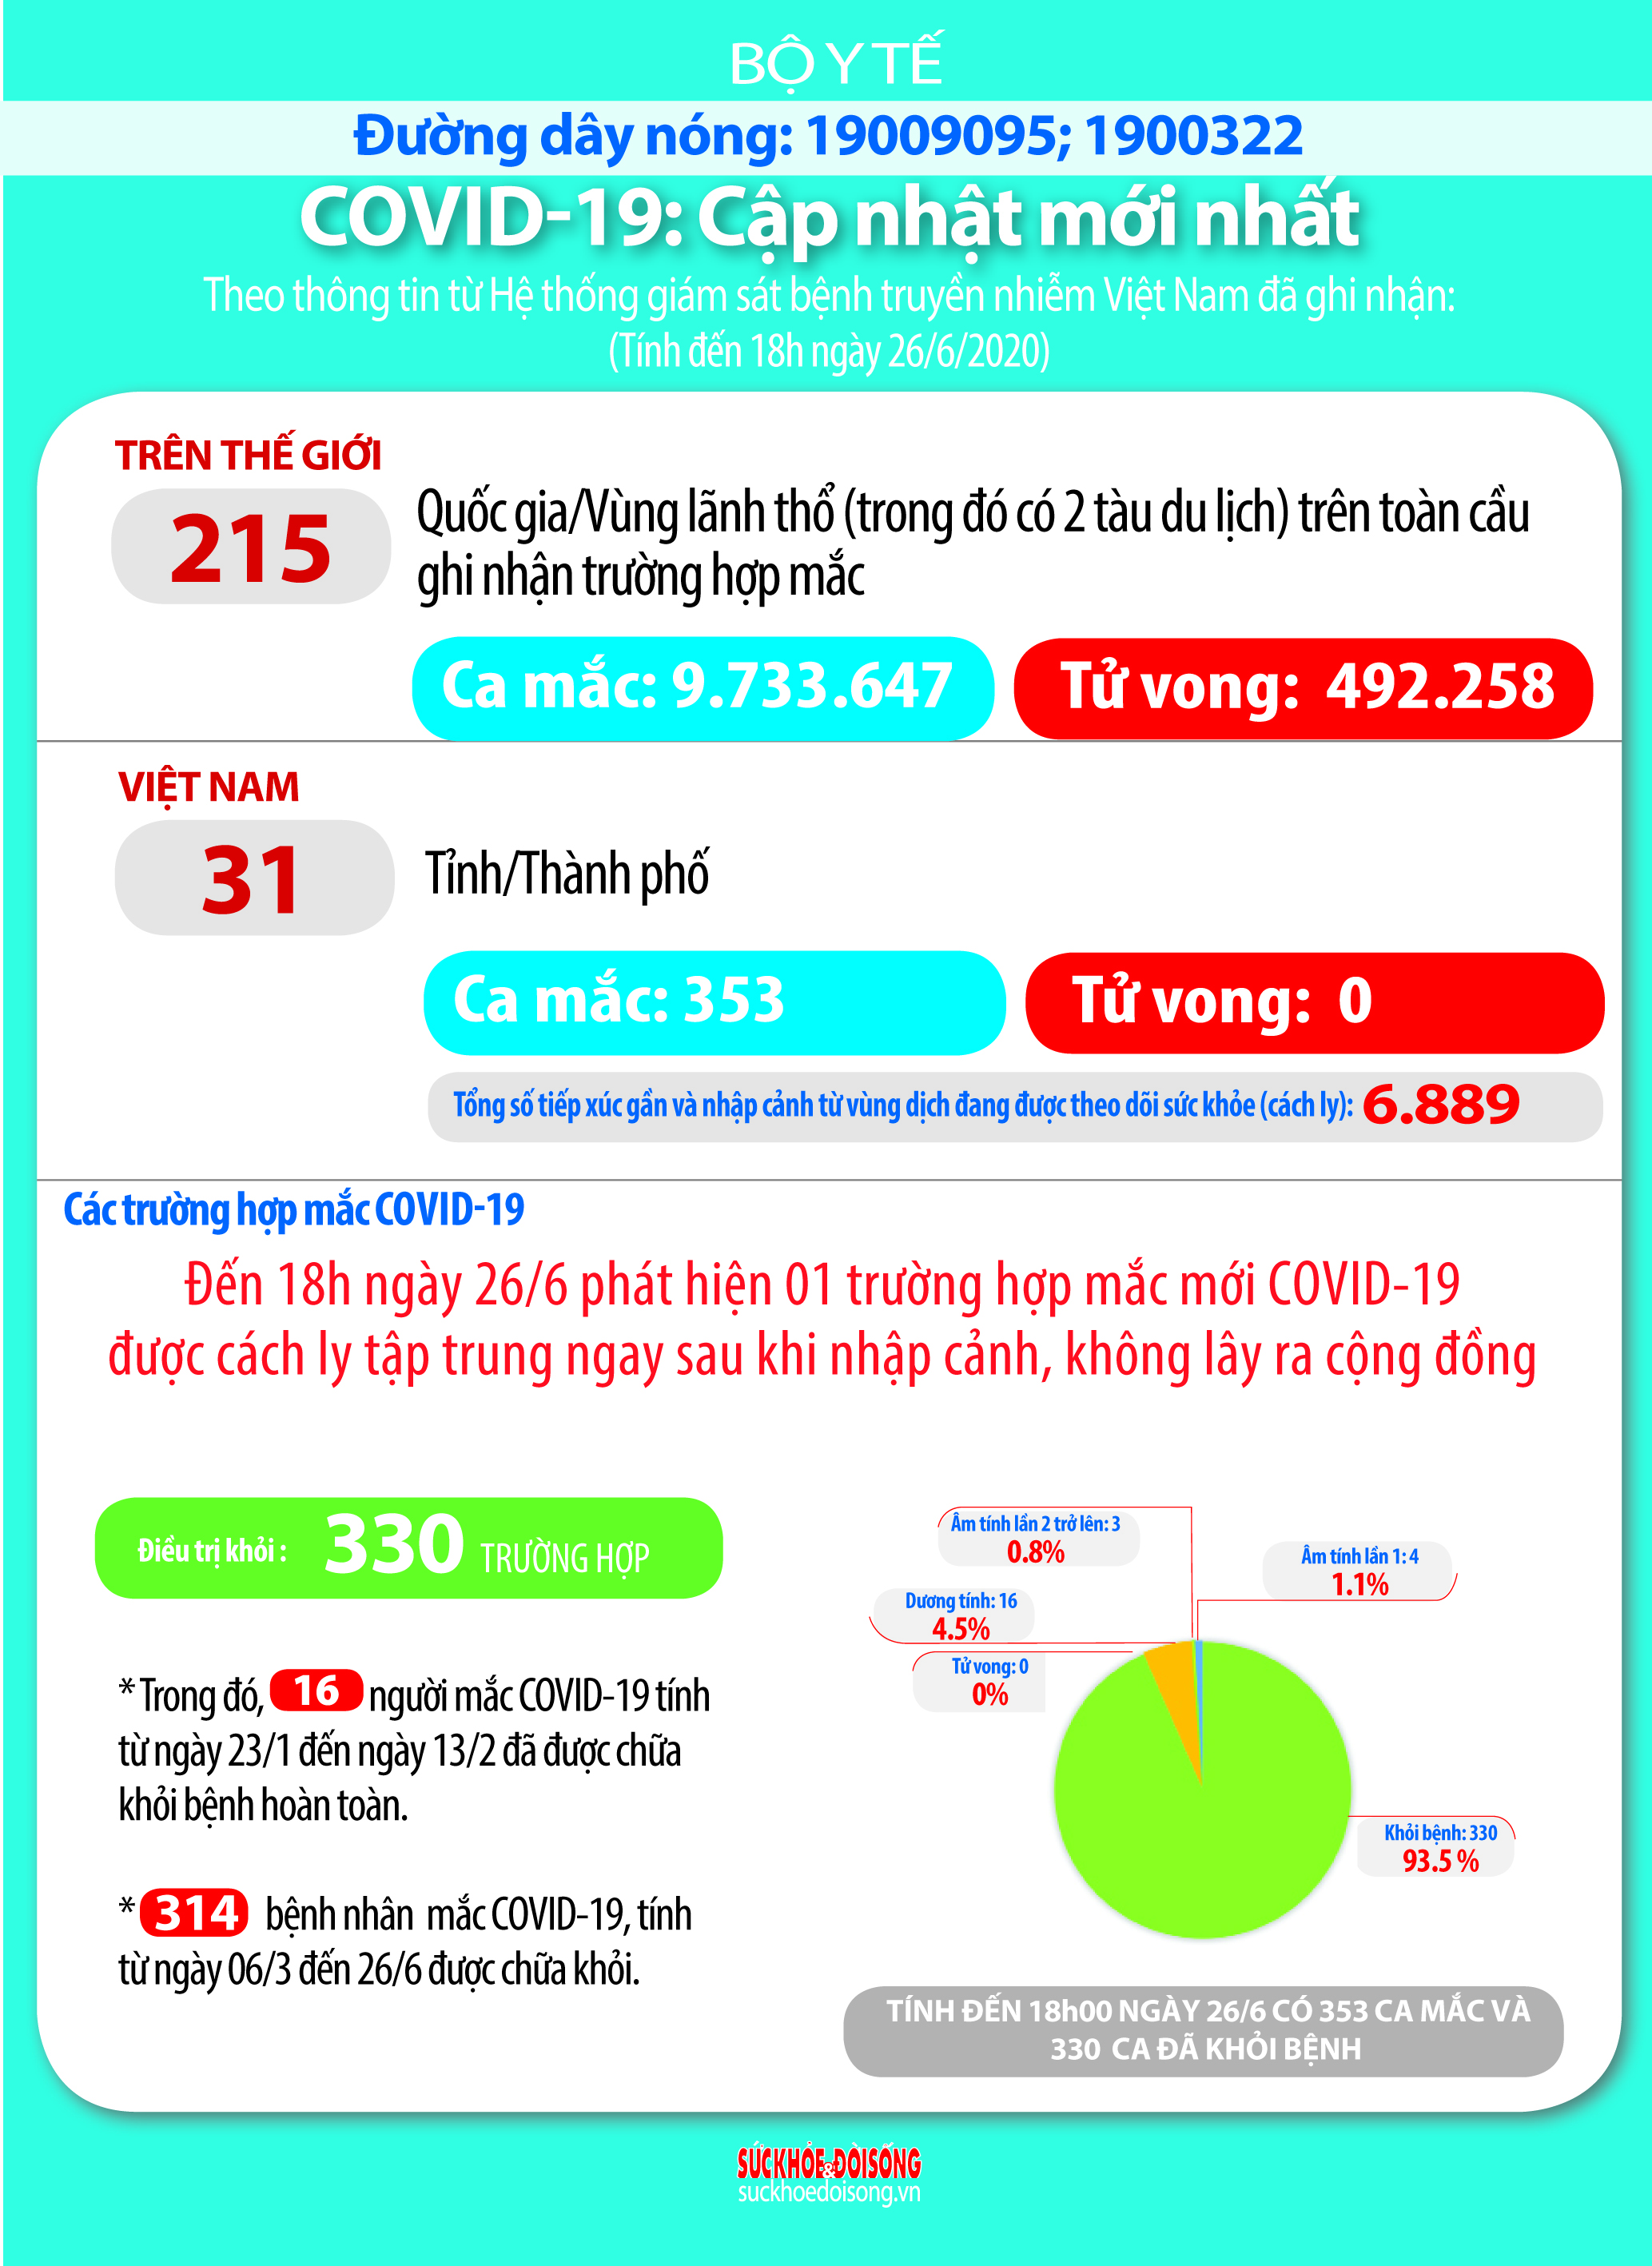 BỘ Y TẾ
Đường dây nóng: 19009095; 1900322
COVID-19: Cập nhật mới nhất
Theo thông tin từ Hệ thống giám sát bệnh truyền nhiễm Việt Nam đã ghi nhận:
(Tính đến 18h ngày 26/6/2020)
TRÊN THẾ GIỚI
215
Quốc gia/Vùng lãnh thổ (trong đó có 2 tàu du lịch) trên toàn cầu
ghi nhận trường hợp mắc
Ca mắc: 9.733.647
Tử vong: 492.258
VIỆT NAM
31
Tỉnh/Thành phố
Ca mắc: 353
Tử vong: 0
Tổng số tiếp xúc gần và nhập cảnh từ vùng dịch đang được theo dõi sức khỏe (cách ly): 6.889
Các trường hợp mắc COVID-19
Đến 18h ngày 26/6 phát hiện 01 trường hợp mắc mới COVID-19
được cách ly tập trung ngay sau khi nhập cảnh, không lây ra cộng đồng
Điều trị khỏi : 330 TRƯỜNG HỢP
* Trong đó, 16 người mắc COVID-19 tính
từ ngày 23/1 đến ngày 13/2 đã được chữa
khỏi bệnh hoàn toàn.
* 314 bệnh nhân mắc COVID-19, tính
từ ngày 06/3 đến 26/6 được chữa khỏi.
Âm tính lần 2 trở lên: 3
0.8%
Âm tính lần 1: 4
1.1%
Dương tính: 16
4.5%
Tử vong: 0
0%
Khỏi bệnh: 330
93.5 %
TÍNH ĐẾN 18h00 NGÀY 26/6 CÓ 353 CA MẮC VÀ
330 CA ĐÃ KHỎI BỆNH
SỨC KHỎE & ĐỜI SỐNG
suckhoedoisong.vn